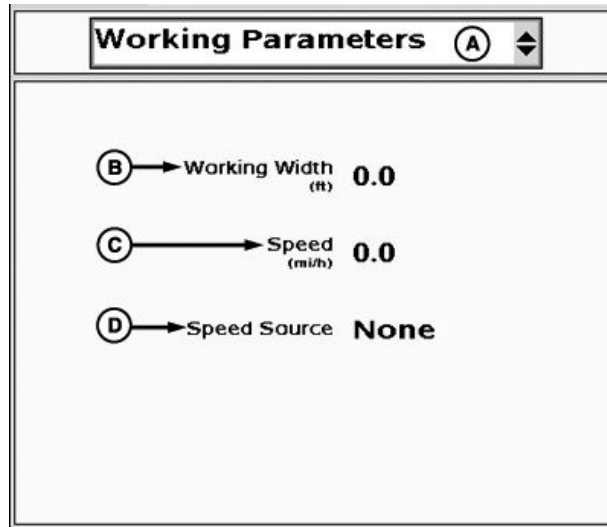 Working Parameters A
B Working Width 0.0
(ft)
C Speed 0.0
(mi/h)
D Speed Source None